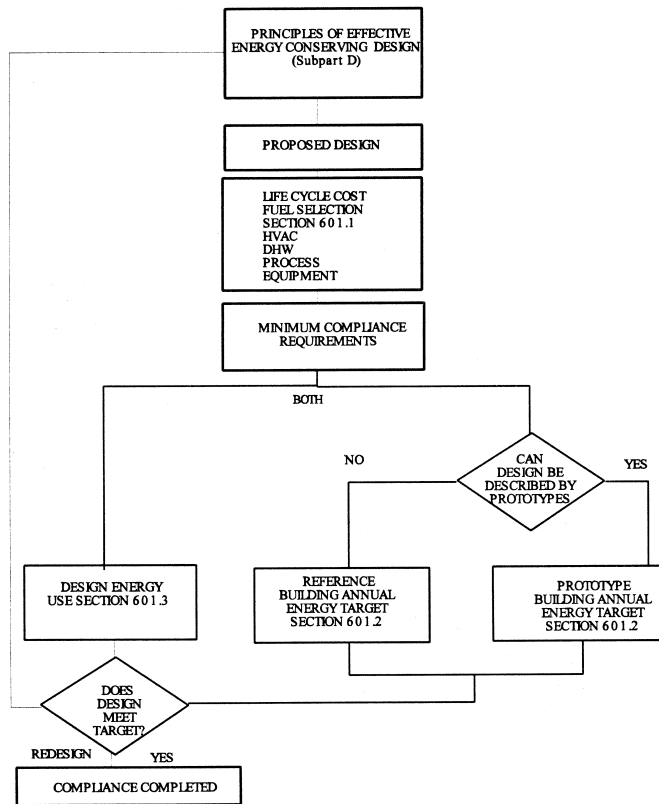 PRINCIPLES OF EFFECTIVE
ENERGY CONSERVING DESIGN
(Subpart D)
PROPOSED DESIGN
LIFE CYCLE COST
FUEL SELECTION
SECTION 601.1
HVAC
DHW
PROCESS
EQUIPMENT
MINIMUM COMPLIANCE
REQUIREMENTS
BOTH
NO
CAN
DESIGN BE
DESCRIBED BY
PROTOTYPES
YES
DESIGN ENERGY
USE SECTION 601.3
REFERENCE
BUILDING ANNUAL
ENERGY TARGET
SECTION 601.2
PROTOTYPE
BUILDING ANNUAL
ENERGY TARGET
SECTION 601.2
DOES
DESIGN
MEET
TARGET?
REDESIGN
YES
COMPLIANCE COMPLETED